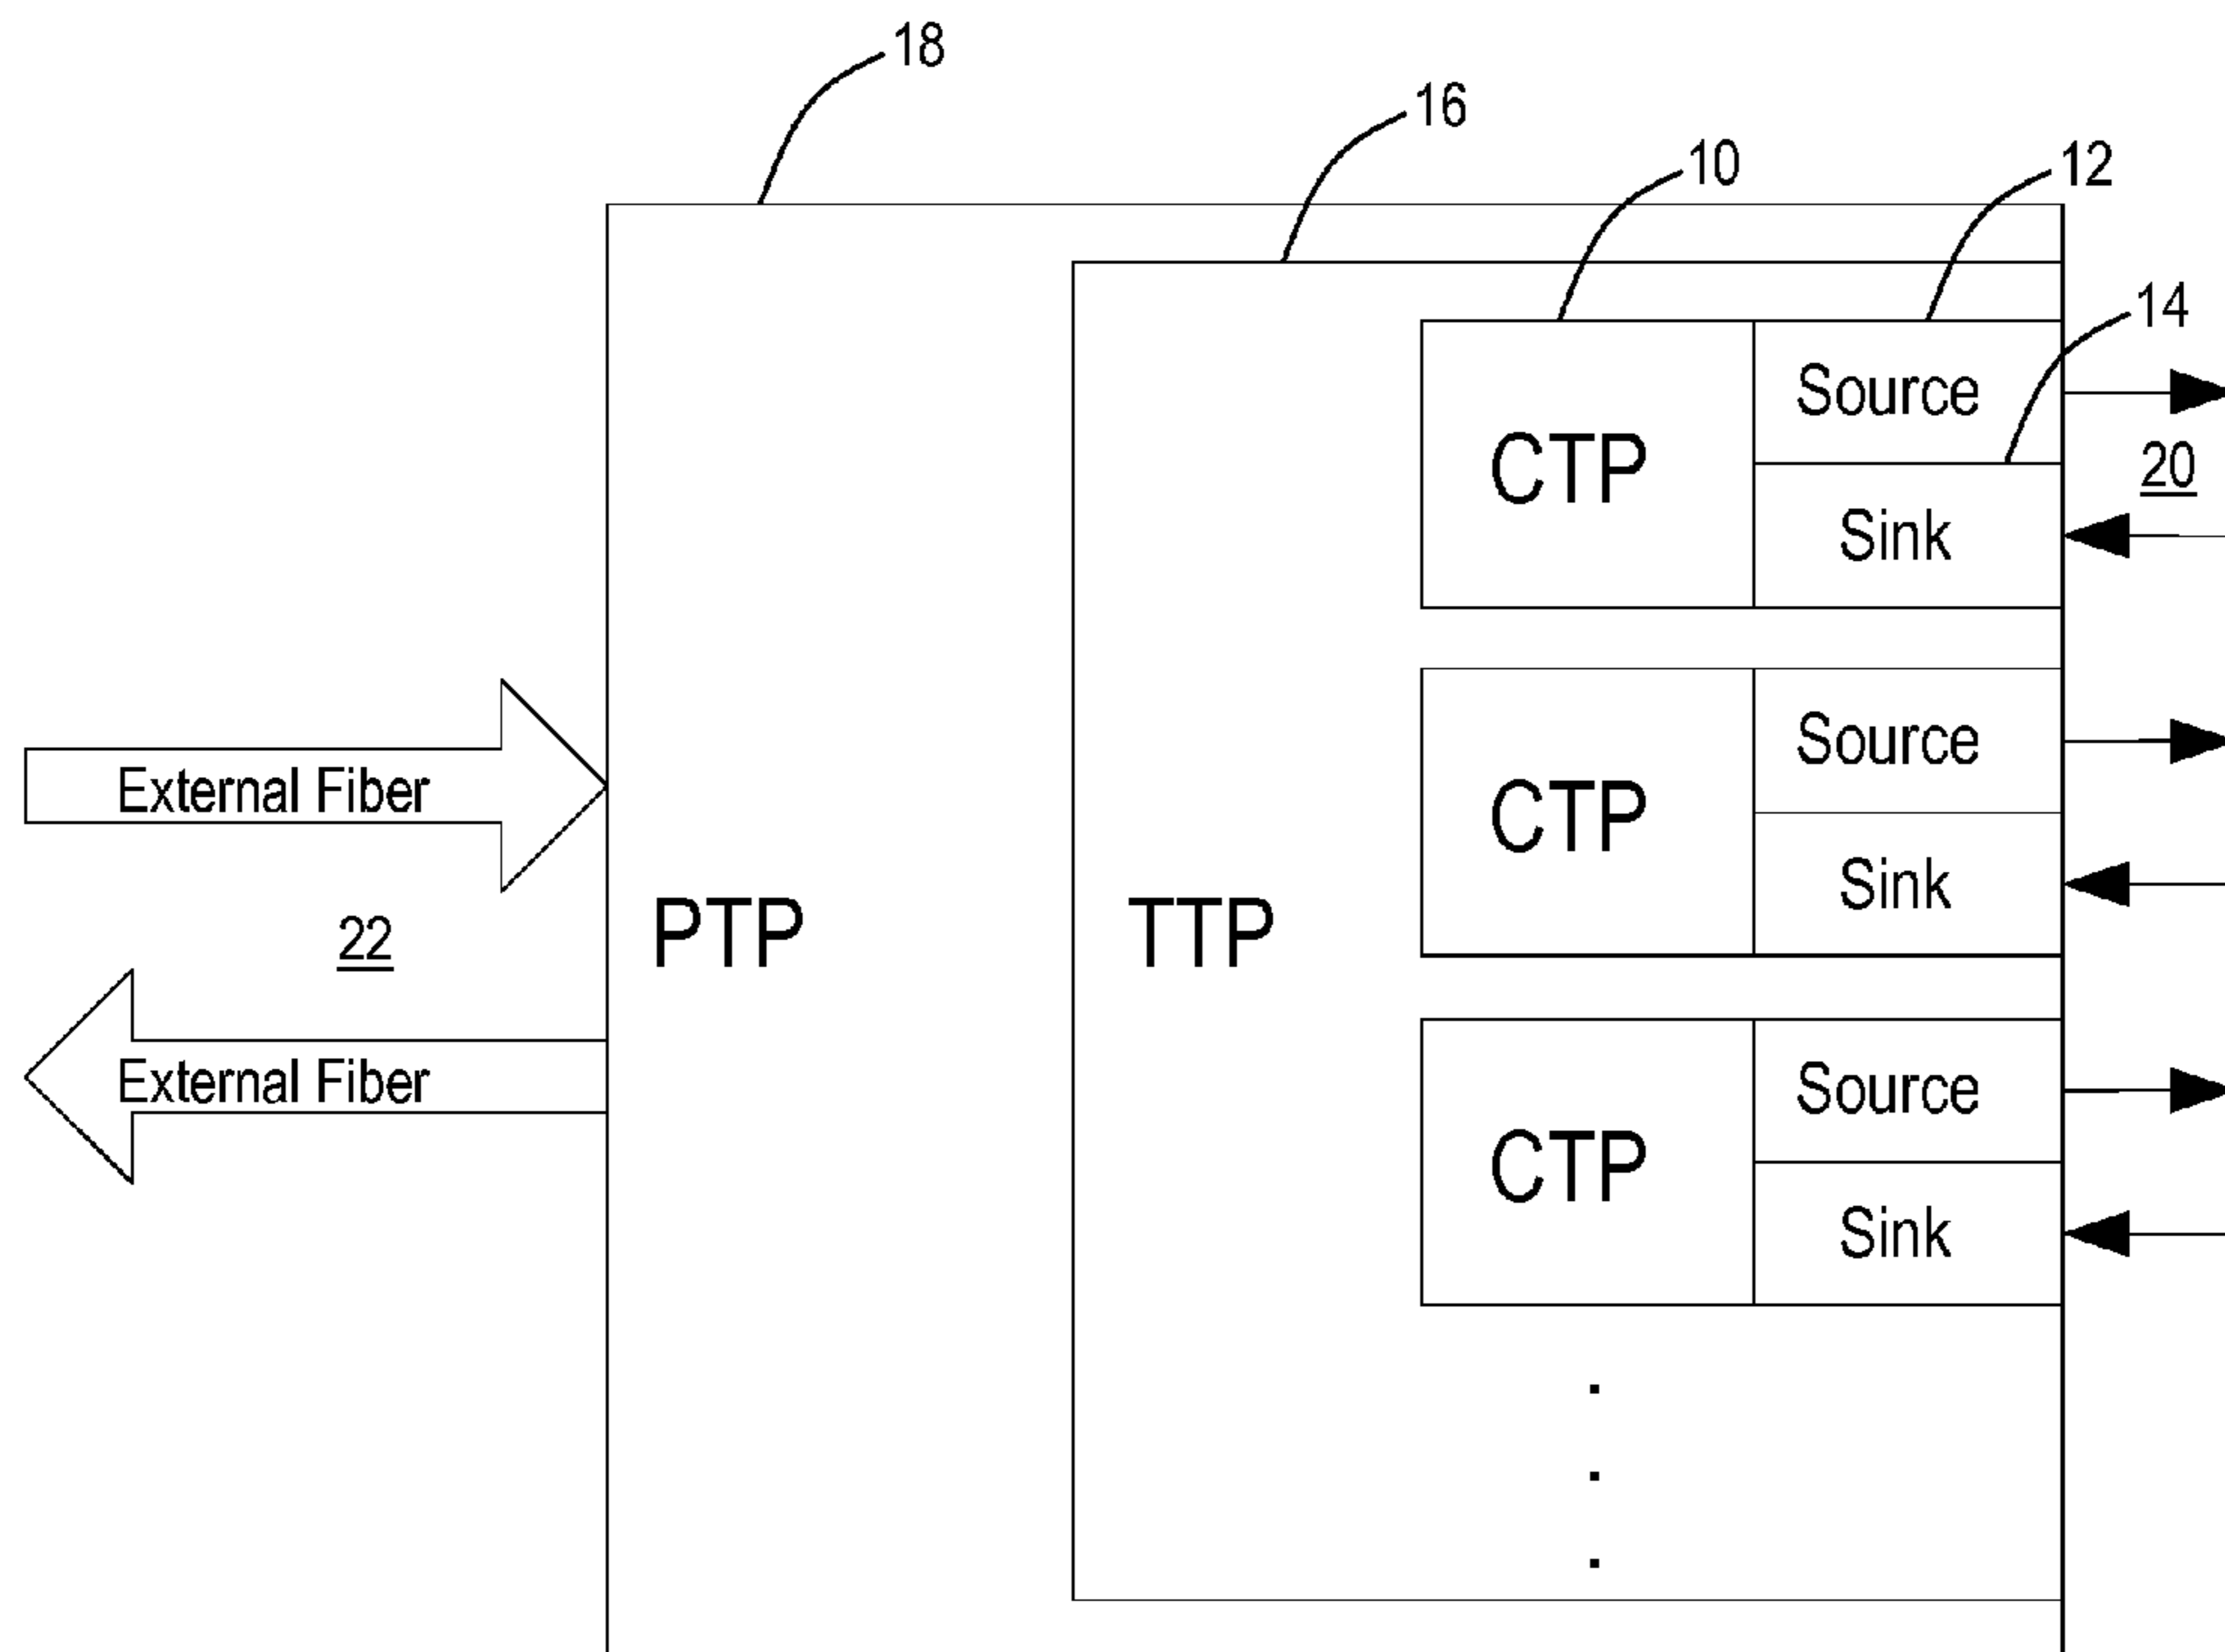 18
16
10
12
14
Source
CTP
20
Sink
Source
External Fiber
CTP
Sink
22
PTP
TTP
Source
External Fiber
CTP
Sink